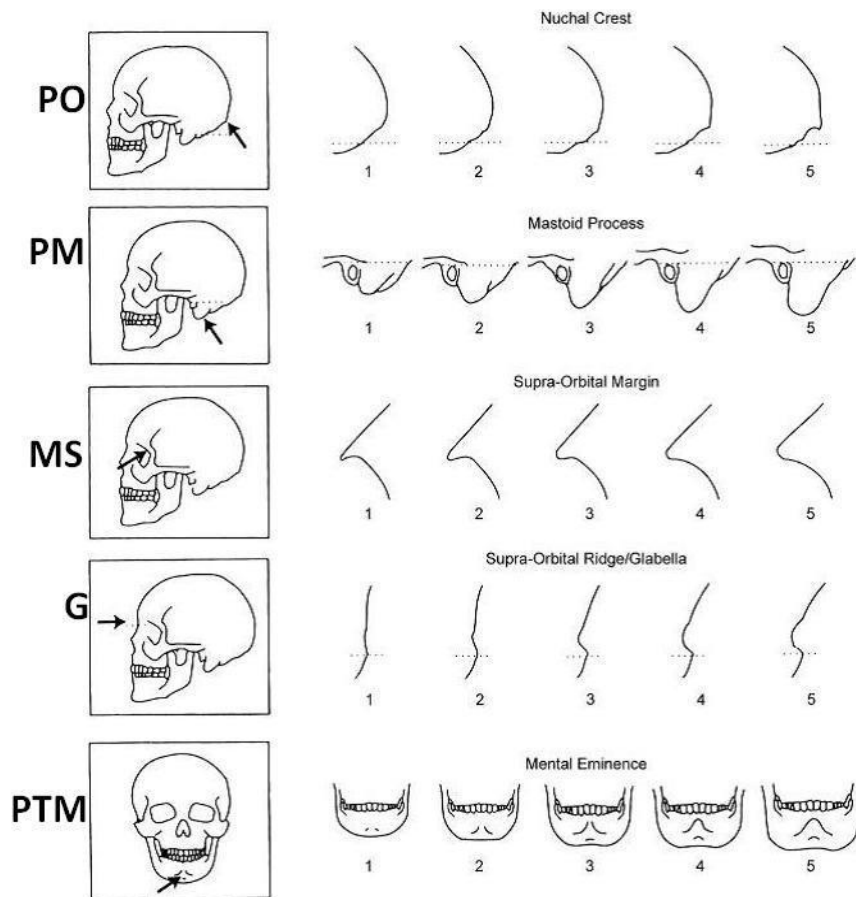 Nuchal Crest
PO
1 2 3 4 5
Mastoid Process
PM
1 2 3 4 5
Supra-Orbital Margin
MS
1 2 3 4 5
Supra-Orbital Ridge/Glabella
G
1 2 3 4 5
Mental Eminence
PTM
1 2 3 4 5